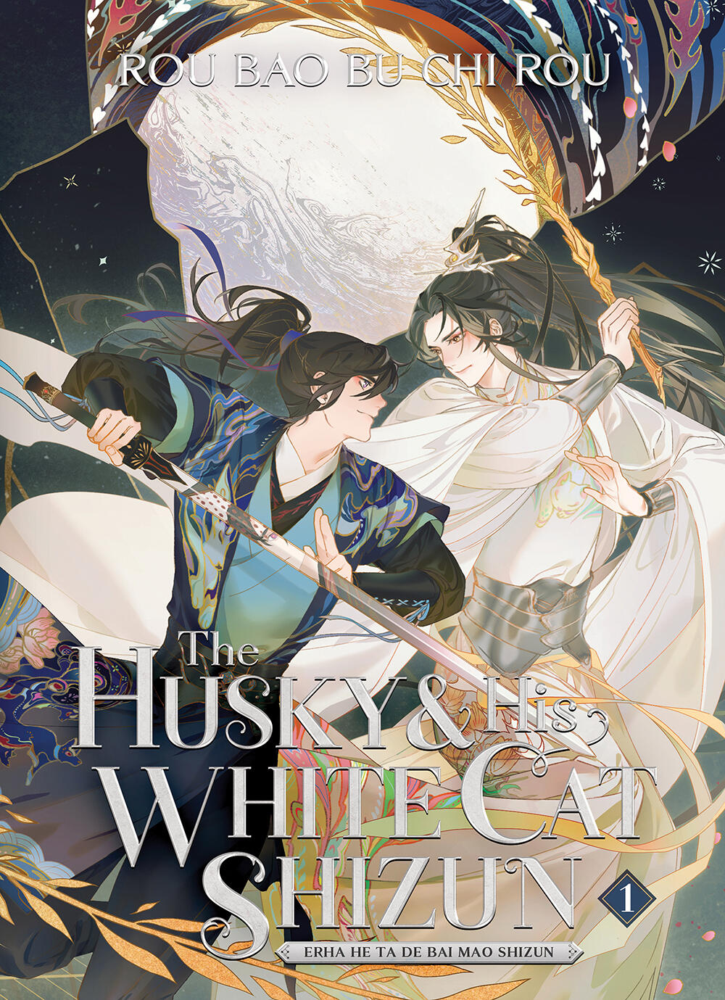 ROU BAO BU CHI ROU
The
HUSKY & His
WHITE CAT
SHIZUN
1
ERHA HE TA DE BAI MAO SHIZUN